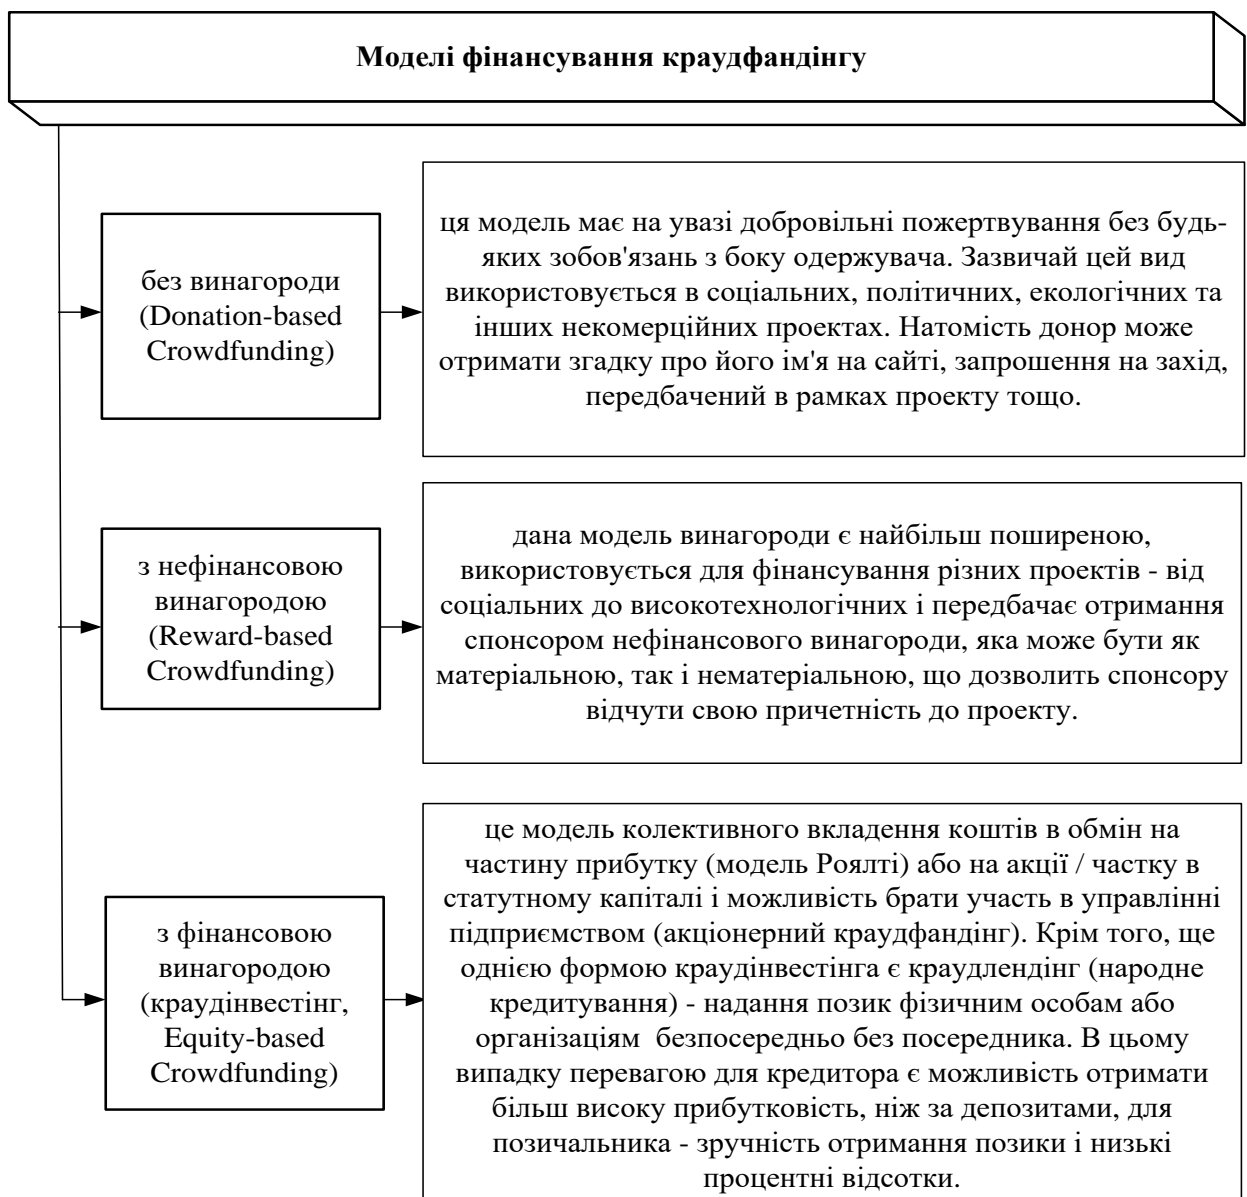 Моделі фінансування краудфандінгу
без винагороди
(Donation-based
Crowdfunding)
ця модель має на увазі добровільні пожертвування без будь-
яких зобов'язань з боку одержувача. Зазвичай цей вид
використовується в соціальних, політичних, екологічних та
інших некомерційних проектах. Натомість донор може
отримати згадку про його ім'я на сайті, запрошення на захід,
передбачений в рамках проекту тощо.
з нефінансовою
винагородою
(Reward-based
Crowdfunding)
дана модель винагороди є найбільш поширеною,
використовується для фінансування різних проектів - від
соціальних до високотехнологічних і передбачає отримання
спонсором нефінансового винагороди, яка може бути як
матеріальною, так і нематеріальною, що дозволить спонсору
відчути свою причетність до проекту.
з фінансовою
винагородою
(краудінвестінг,
Equity-based
Crowdfunding)
це модель колективного вкладення коштів в обмін на
частину прибутку (модель Роялті) або на акції / частку в
статутному капіталі і можливість брати участь в управлінні
підприємством (акціонерний краудфандінг). Крім того, ще
однією формою краудінвестінга є краудлендінг (народне
кредитування) - надання позик фізичним особам або
організаціям  безпосередньо без посередника. В цьому
випадку перевагою для кредитора є можливість отримати
більш високу прибутковість, ніж за депозитами, для
позичальника - зручність отримання позики і низькі
процентні відсотки.